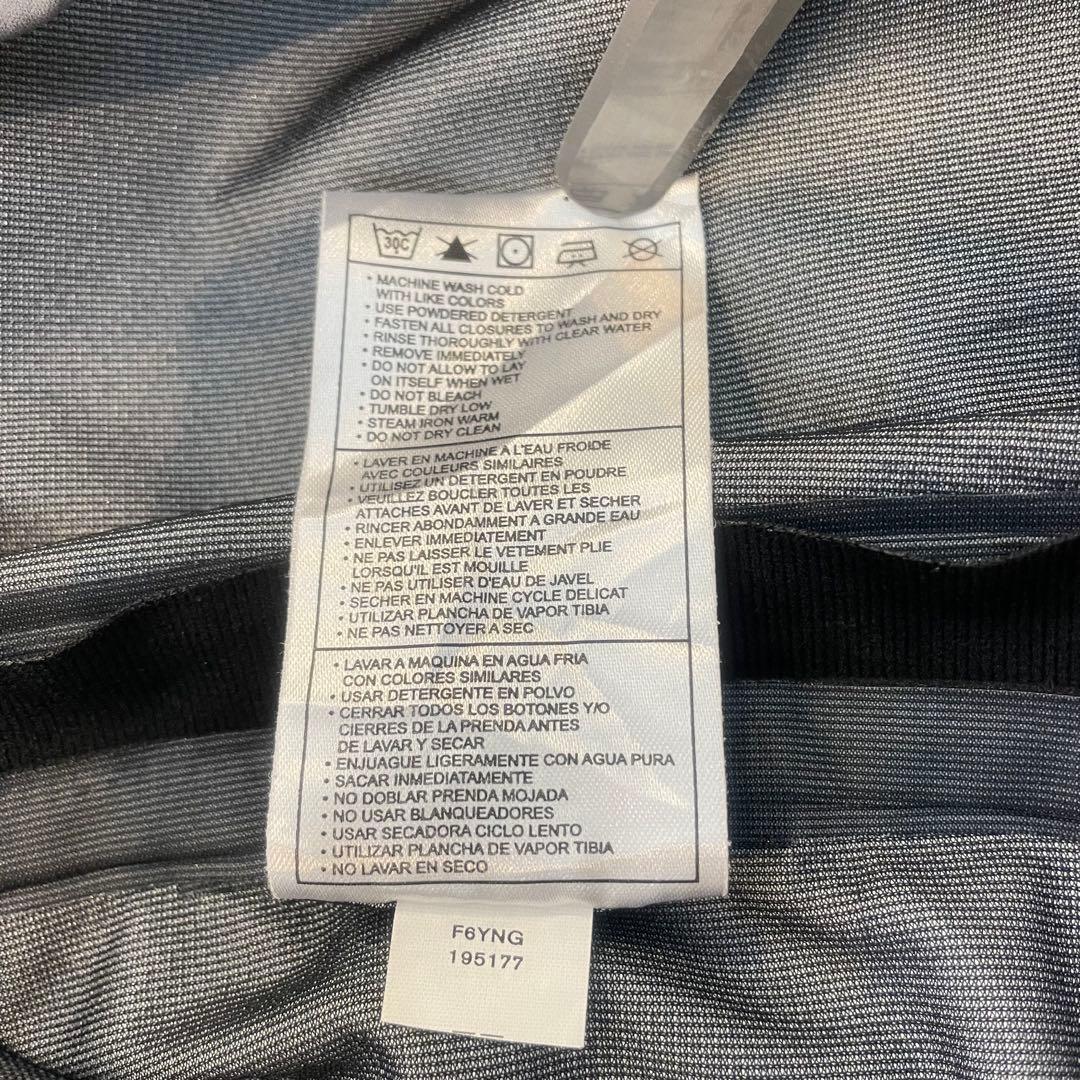 30C
• MACHINE WASH COLD
WITH LIKE COLORS
• USE POWDERED DETERGENT
• FASTEN ALL CLOSURES TO WASH AND DRY
• RINSE THOROUGHLY WITH CLEAR WATER
• REMOVE IMMEDIATELY
• DO NOT ALLOW TO LAY
ON ITSELF WHEN WET
• DO NOT BLEACH
• TUMBLE DRY LOW
• STEAM IRON WARM
• DO NOT DRY CLEAN
• LAVER EN MACHINE A L'EAU FROIDE
AVEC COULEURS SIMILAIRES
• UTILISEZ UN DETERGENT EN POUDRE
• VEUILLEZ BOUCLER TOUTES LES
ATTACHES AVANT DE LAVER ET SECHER
• RINCER ABONDAMMENT A GRANDE EAU
• ENLEVER IMMEDIATEMENT
• NE PAS LAISSER LE VETEMENT PLIE
LORSQU'IL EST MOUILLE
• NE PAS UTILISER D'EAU DE JAVEL
• SECHER EN MACHINE CYCLE DELICAT
• UTILIZAR PLANCHA DE VAPOR TIBIA
• NE PAS NETTOYER A SEC
• LAVAR A MAQUINA EN AGUA FRIA
CON COLORES SIMILARES
• USAR DETERGENTE EN POLVO
• CERRAR TODOS LOS BOTONES Y/O
CIERRES DE LA PRENDA ANTES
DE LAVAR Y SECAR
• ENJUAGUE LIGERAMENTE CON AGUA PURA
• SACAR INMEDIATAMENTE
• NO DOBLAR PRENDA MOJADA
• NO USAR BLANQUEADORES
• USAR SECADORA CICLO LENTO
• UTILIZAR PLANCHA DE VAPOR TIBIA
• NO LAVAR EN SECO
F6YNG
195177